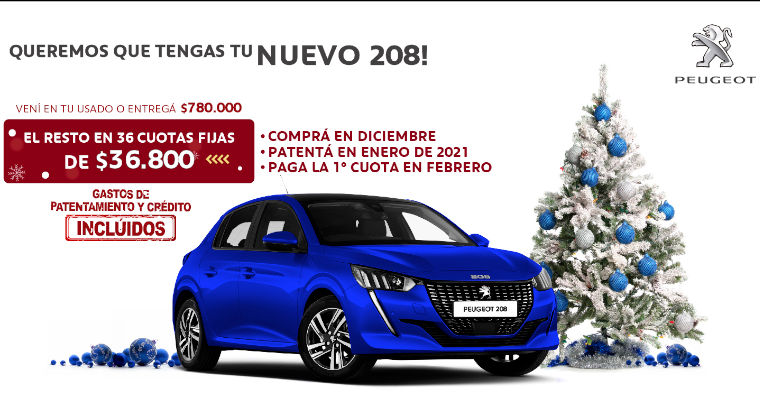 QUEREMOS QUE TENGAS TU NUEVO 208!
PEUGEOT
VENÍ EN TU USADO O ENTREGÁ $780.000
EL RESTO EN 36 CUOTAS FIJAS
DE $36.800*
• COMPRÁ EN DICIEMBRE
• PATENTÁ EN ENERO DE 2021
• PAGA LA 1° CUOTA EN FEBRERO
GASTOS DE
PATENTAMIENTO Y CRÉDITO
INCLÚIDOS
208
PEUGEOT 208